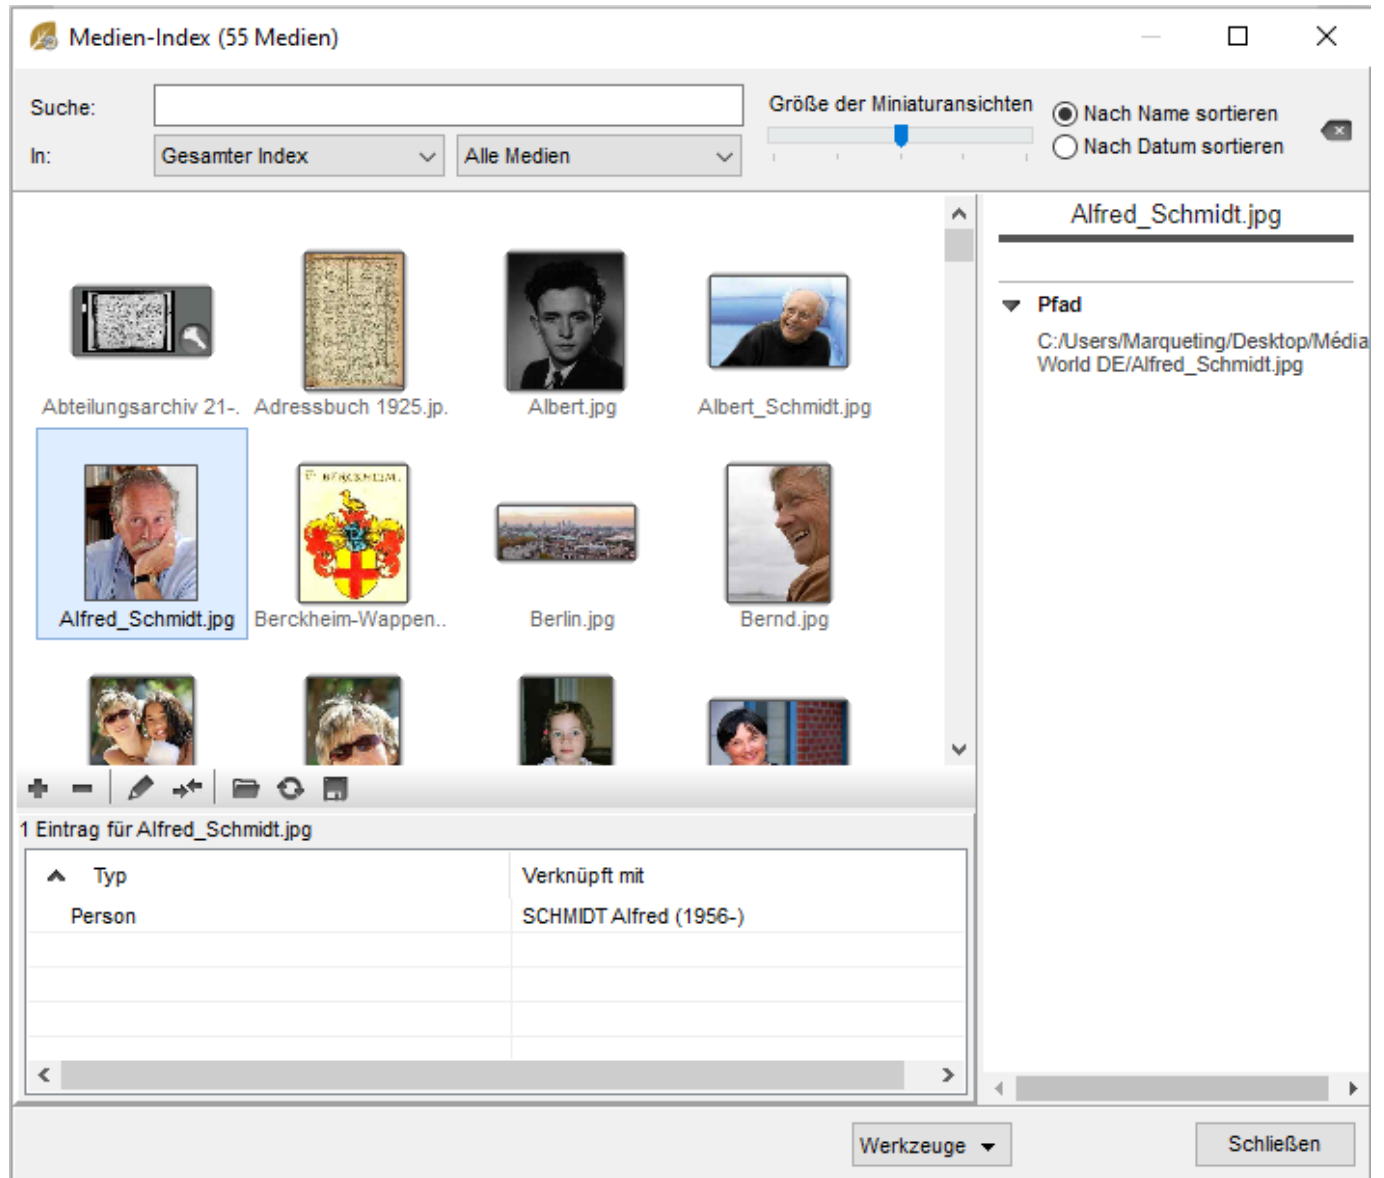 Medien-Index (55 Medien)
Suche:
Größe der Miniaturansichten
Nach Name sortieren
In:
Gesamter Index
Alle Medien
Nach Datum sortieren
Alfred_Schmidt.jpg
Pfad
C:/Users/Marqueting/Desktop/Média
World DE/Alfred_Schmidt.jpg
Abteilungsarchiv 21-.
Adressbuch 1925.jp.
Albert.jpg
Albert_Schmidt.jpg
Alfred_Schmidt.jpg
Berckheim-Wappen..
Berlin.jpg
Bernd.jpg
1 Eintrag für Alfred_Schmidt.jpg
Typ
Verknüpft mit
Person
SCHMIDT Alfred (1956-)
Werkzeuge
Schließen